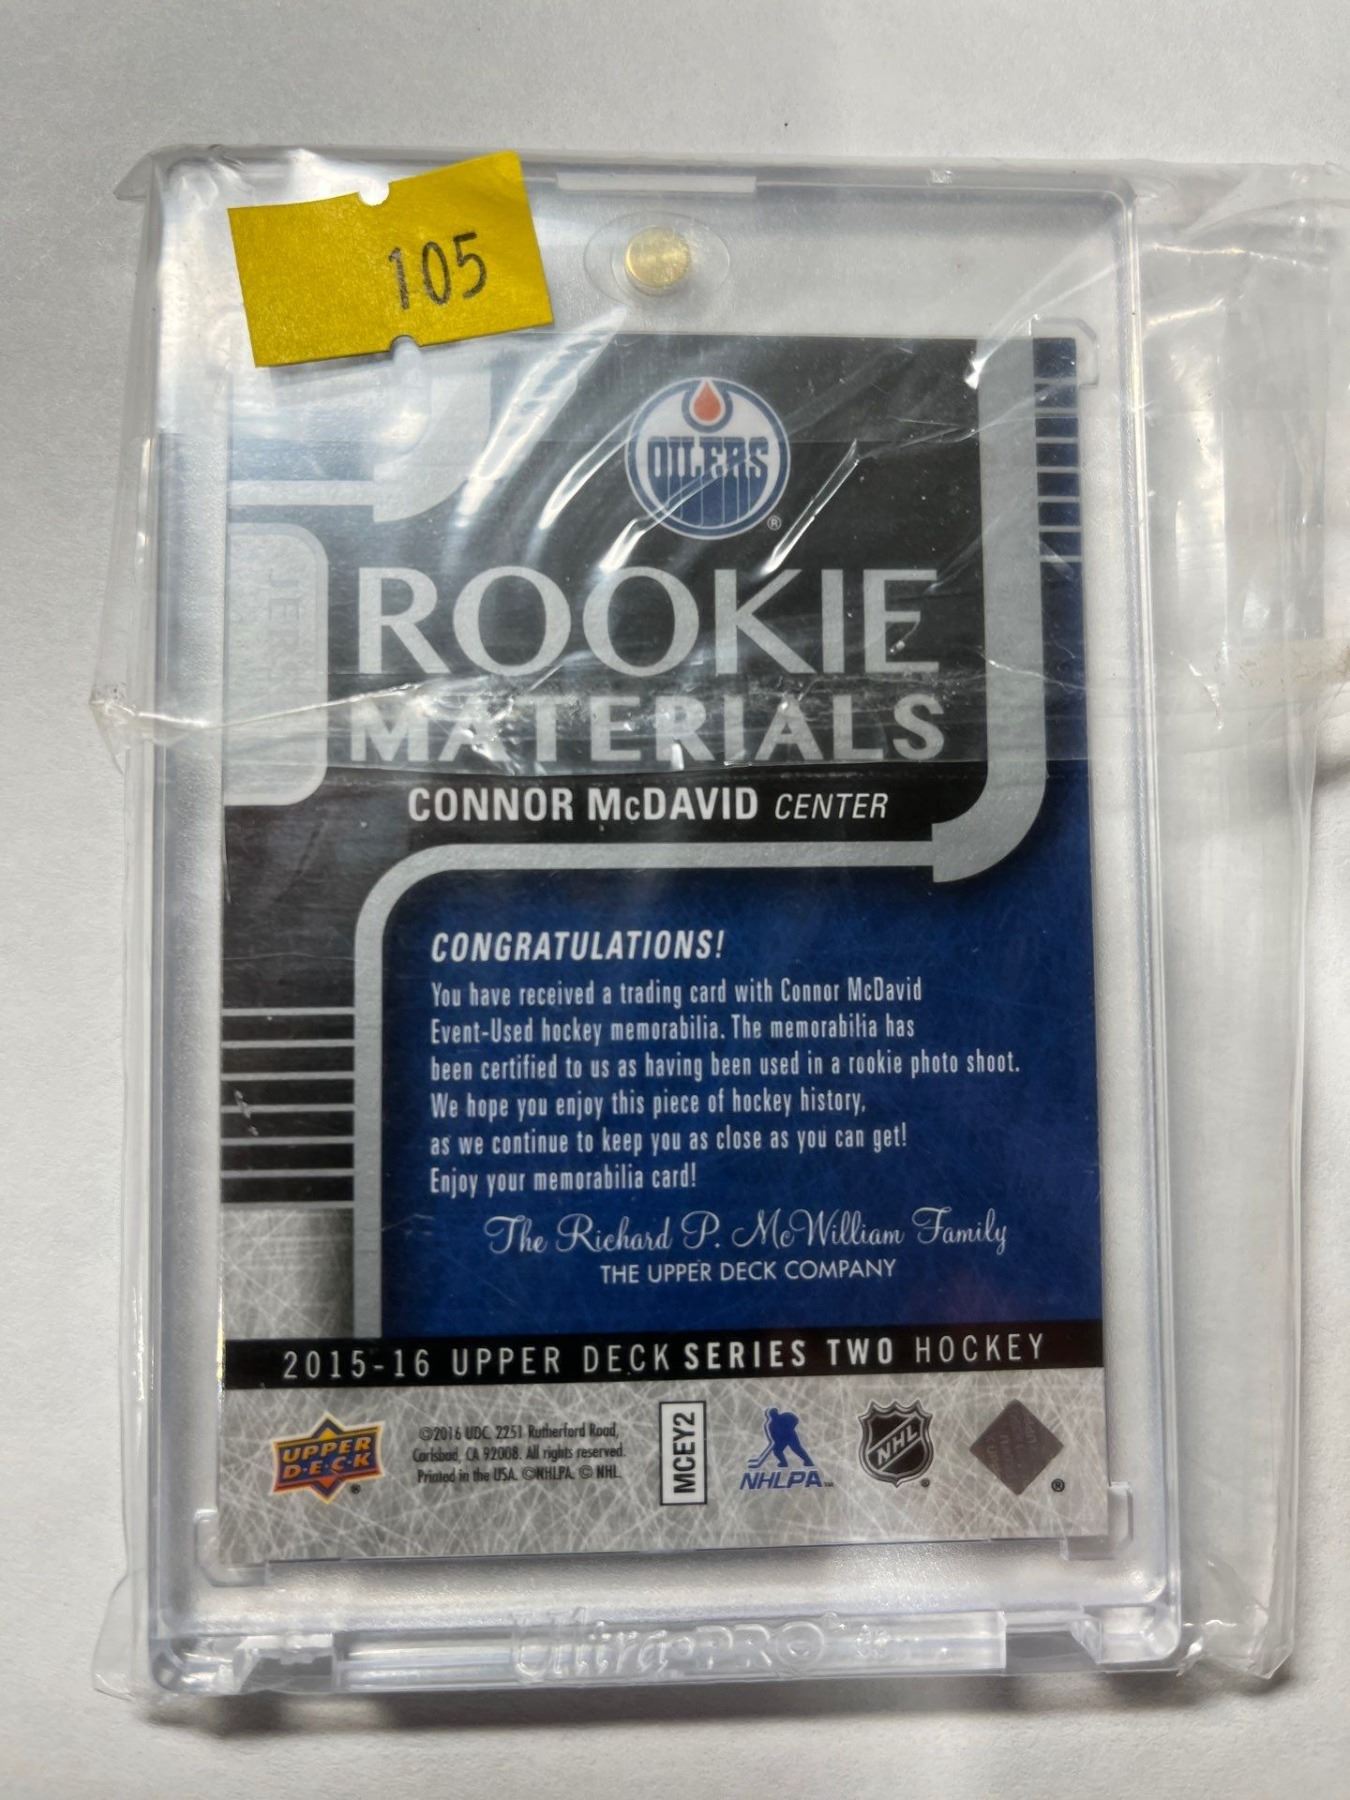 105
OILERS
®
JER
ROOKIE
MATERIALS
CONNOR McDAVID CENTER
CONGRATULATIONS!
You have received a trading card with Connor McDavid
Event-Used hockey memorabilia. The memorabilia has
been certified to us as having been used in a rookie photo shoot.
We hope you enjoy this piece of hockey history,
as we continue to keep you as close as you can get!
Enjoy your memorabilia card!
The Richard P. McWilliam Family
THE UPPER DECK COMPANY
2015-16 UPPER DECK SERIES TWO HOCKEY
UPPER
D·E·C·K
®
©2016 UDC. 2251 Rutherford Road,
Carlsbad, CA 92008. All rights reserved.
Printed in the USA. ©NHLPA. © NHL.
MCEY2
NHLPA™
NHL
®
®
Ultra·PRO